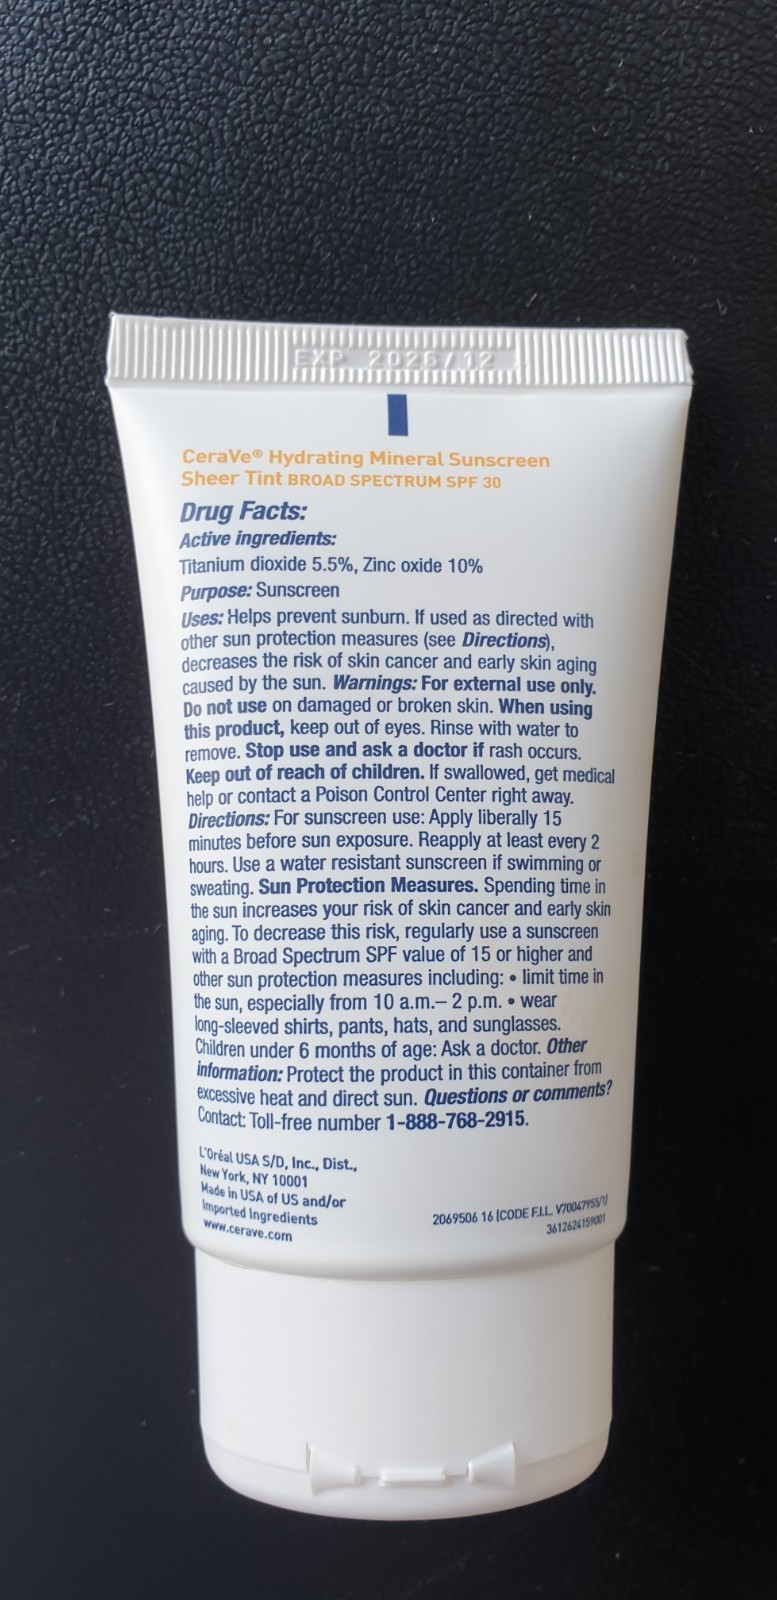 EXP 2026/12
CeraVe® Hydrating Mineral Sunscreen
Sheer Tint BROAD SPECTRUM SPF 30
Drug Facts:
Active ingredients:
Titanium dioxide 5.5%, Zinc oxide 10%
Purpose: Sunscreen
Uses: Helps prevent sunburn. If used as directed with
other sun protection measures (see Directions),
decreases the risk of skin cancer and early skin aging
caused by the sun. Warnings: For external use only.
Do not use on damaged or broken skin. When using
this product, keep out of eyes. Rinse with water to
remove. Stop use and ask a doctor if rash occurs.
Keep out of reach of children. If swallowed, get medical
help or contact a Poison Control Center right away.
Directions: For sunscreen use: Apply liberally 15
minutes before sun exposure. Reapply at least every 2
hours. Use a water resistant sunscreen if swimming or
sweating. Sun Protection Measures. Spending time in
the sun increases your risk of skin cancer and early skin
aging. To decrease this risk, regularly use a sunscreen
with a Broad Spectrum SPF value of 15 or higher and
other sun protection measures including: • limit time in
the sun, especially from 10 a.m.– 2 p.m. • wear
long-sleeved shirts, pants, hats, and sunglasses.
Children under 6 months of age: Ask a doctor. Other
information: Protect the product in this container from
excessive heat and direct sun. Questions or comments?
Contact: Toll-free number 1-888-768-2915.
L'Oréal USA S/D, Inc., Dist.,
New York, NY 10001
Made in USA of US and/or
Imported Ingredients
www.cerave.com
2069506 16 (CODE F.I.L. V70047955/1)
3612624159001